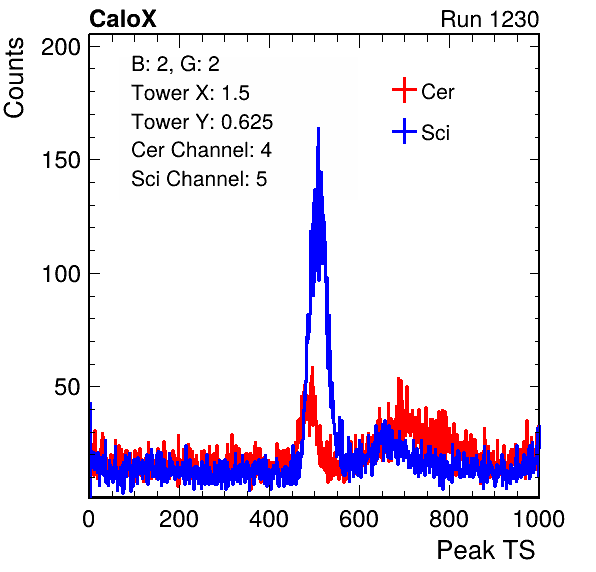 CaloX Run 1230
Counts
200
150
100
50
B: 2, G: 2
Tower X: 1.5
Tower Y: 0.625
Cer Channel: 4
Sci Channel: 5
Cer
Sci
0 200 400 600 800 1000
Peak TS